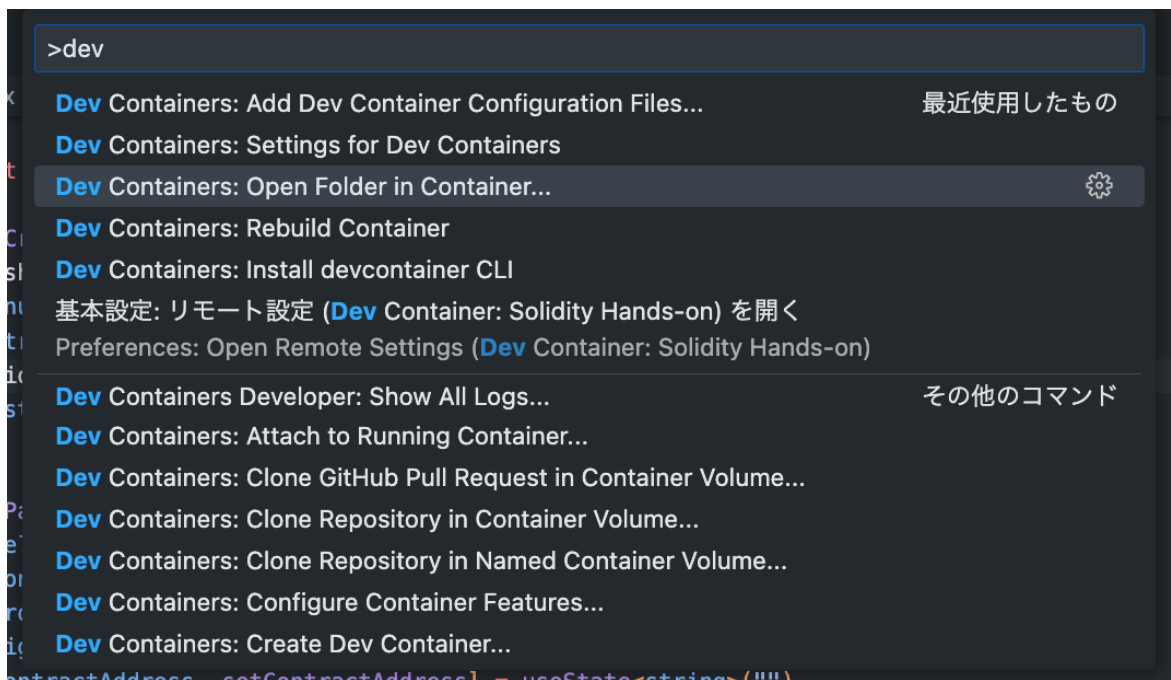 >dev
Dev Containers: Add Dev Container Configuration Files... 最近使用したもの
Dev Containers: Settings for Dev Containers
Dev Containers: Open Folder in Container...
Dev Containers: Rebuild Container
Dev Containers: Install devcontainer CLI
基本設定: リモート設定 (Dev Container: Solidity Hands-on) を開く
Preferences: Open Remote Settings (Dev Container: Solidity Hands-on)
Dev Containers Developer: Show All Logs... その他のコマンド
Dev Containers: Attach to Running Container...
Dev Containers: Clone GitHub Pull Request in Container Volume...
Dev Containers: Clone Repository in Container Volume...
Dev Containers: Clone Repository in Named Container Volume...
Dev Containers: Configure Container Features...
Dev Containers: Create Dev Container...
ontractAddress, setContractAddress] = useState<string>("")